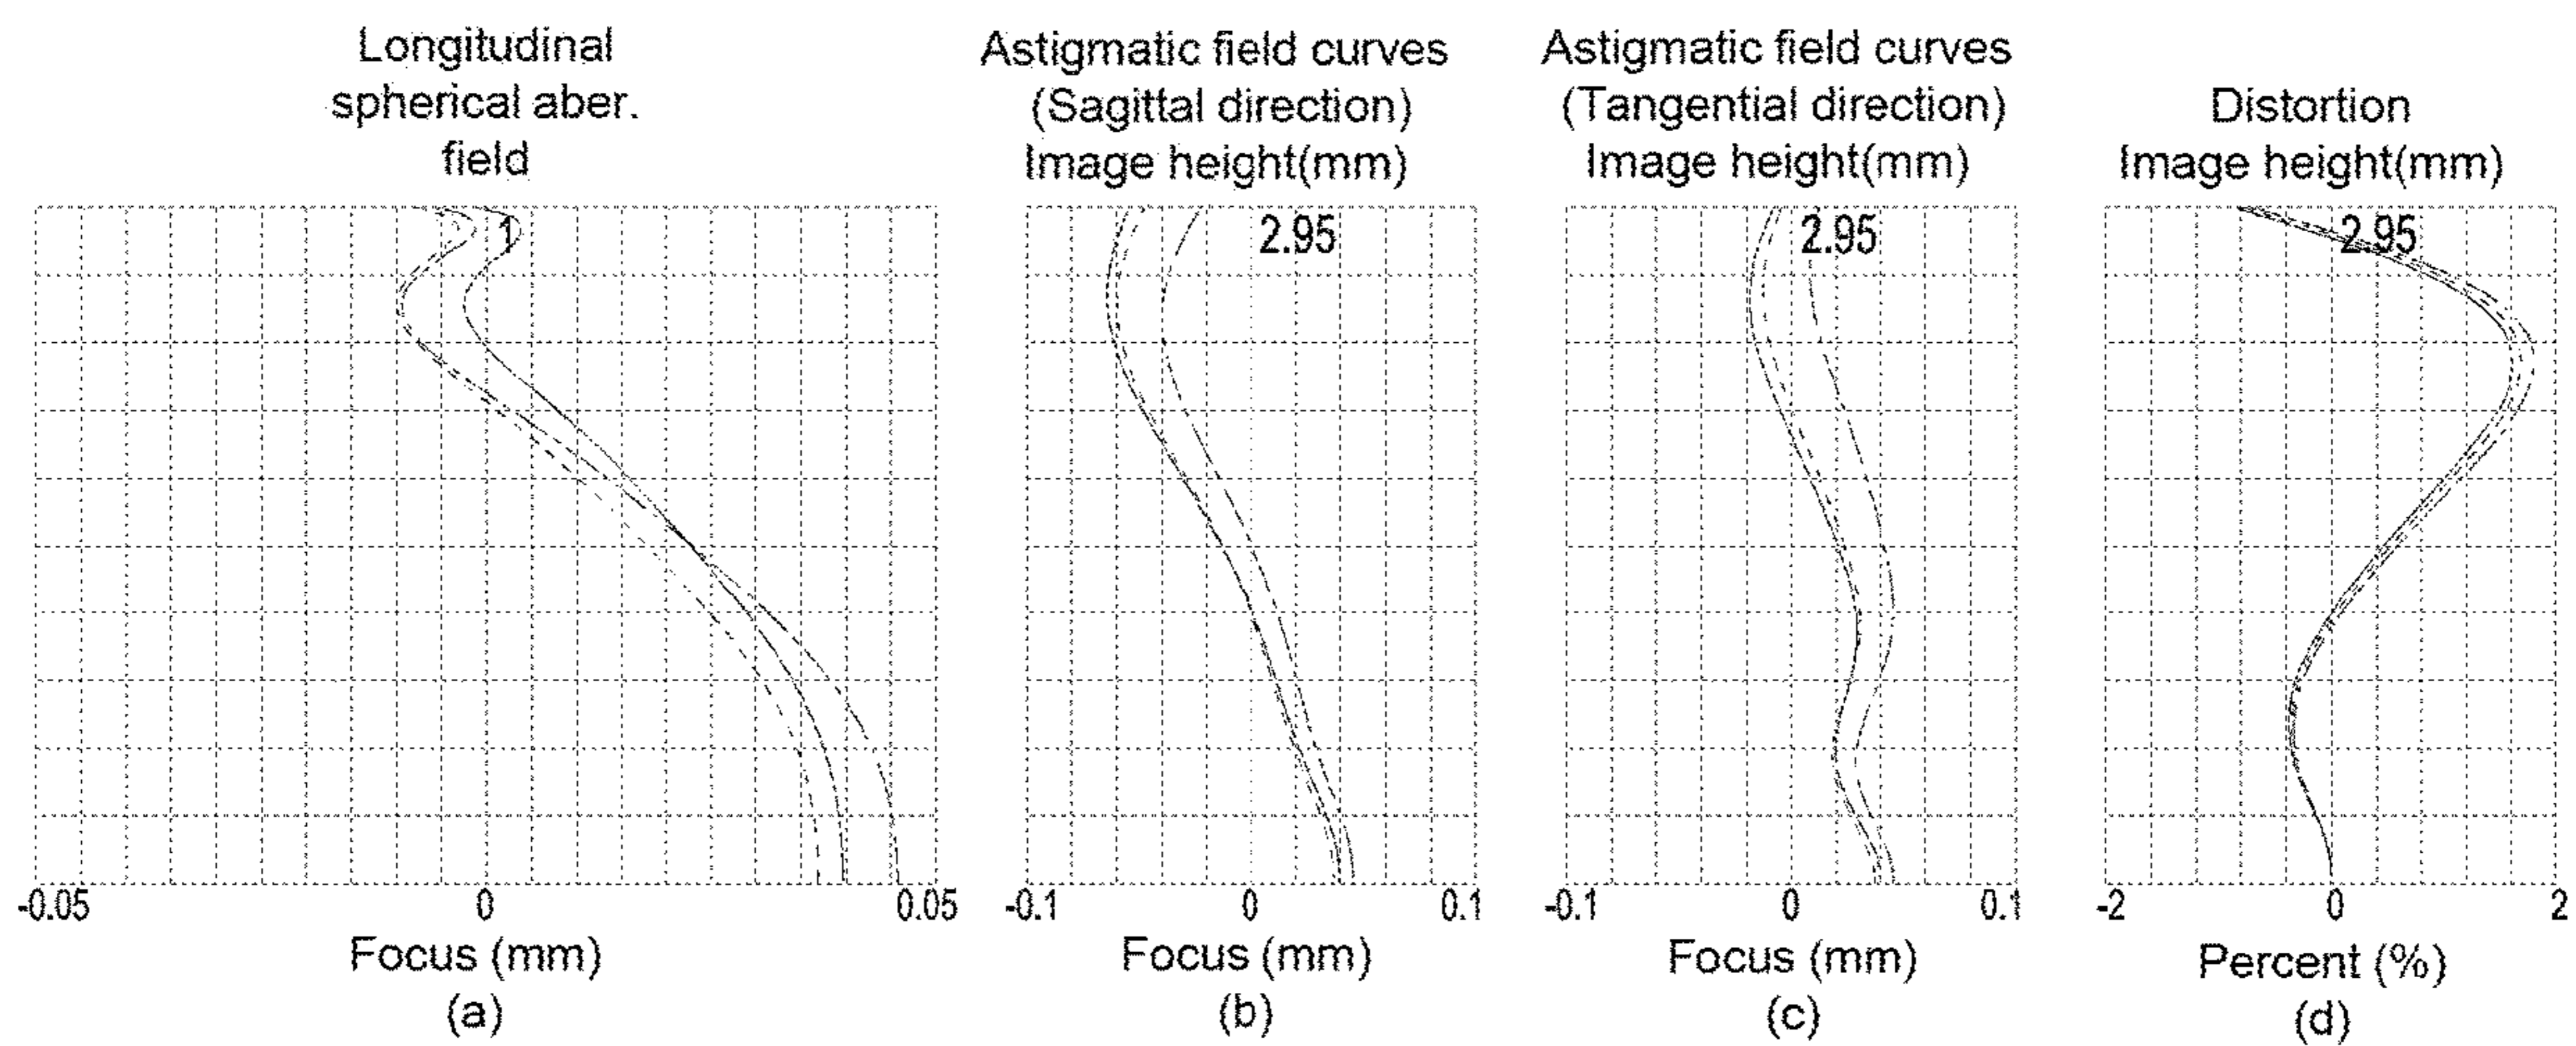 Longitudinal
spherical aber.
field
1
-0.05 0 0.05
Focus (mm)
(a)
Astigmatic field curves
(Sagittal direction)
Image height(mm)
2.95
-0.1 0 0.1
Focus (mm)
(b)
Astigmatic field curves
(Tangential direction)
Image height(mm)
2.95
-0.1 0 0.1
Focus (mm)
(c)
Distortion
Image height(mm)
2.95
-2 0 2
Percent (%)
(d)